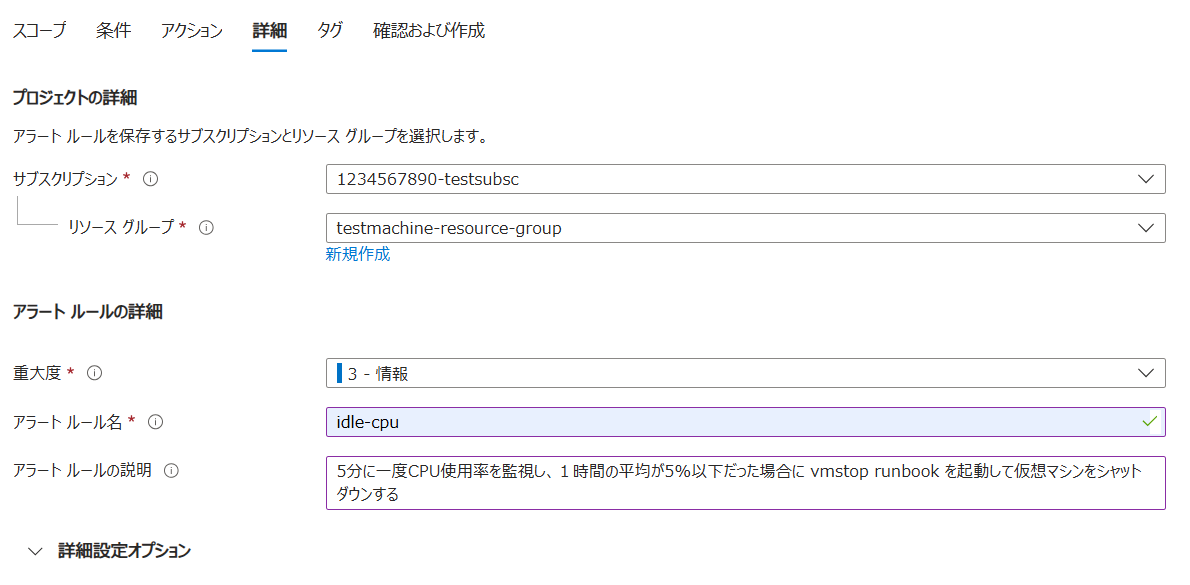 スコープ 条件 アクション 詳細 タグ 確認および作成
プロジェクトの詳細
アラート ルールを保存するサブスクリプションとリソース グループを選択します。
サブスクリプション * 1234567890-testsubsc
リソース グループ * testmachine-resource-group
新規作成
アラート ルールの詳細
重大度 * 3 - 情報
アラート ルール名 * idle-cpu
アラート ルールの説明 5分に一度CPU使用率を監視し、１時間の平均が5%以下だった場合に vmstop runbook を起動して仮想マシンをシャット
ダウンする
詳細設定オプション